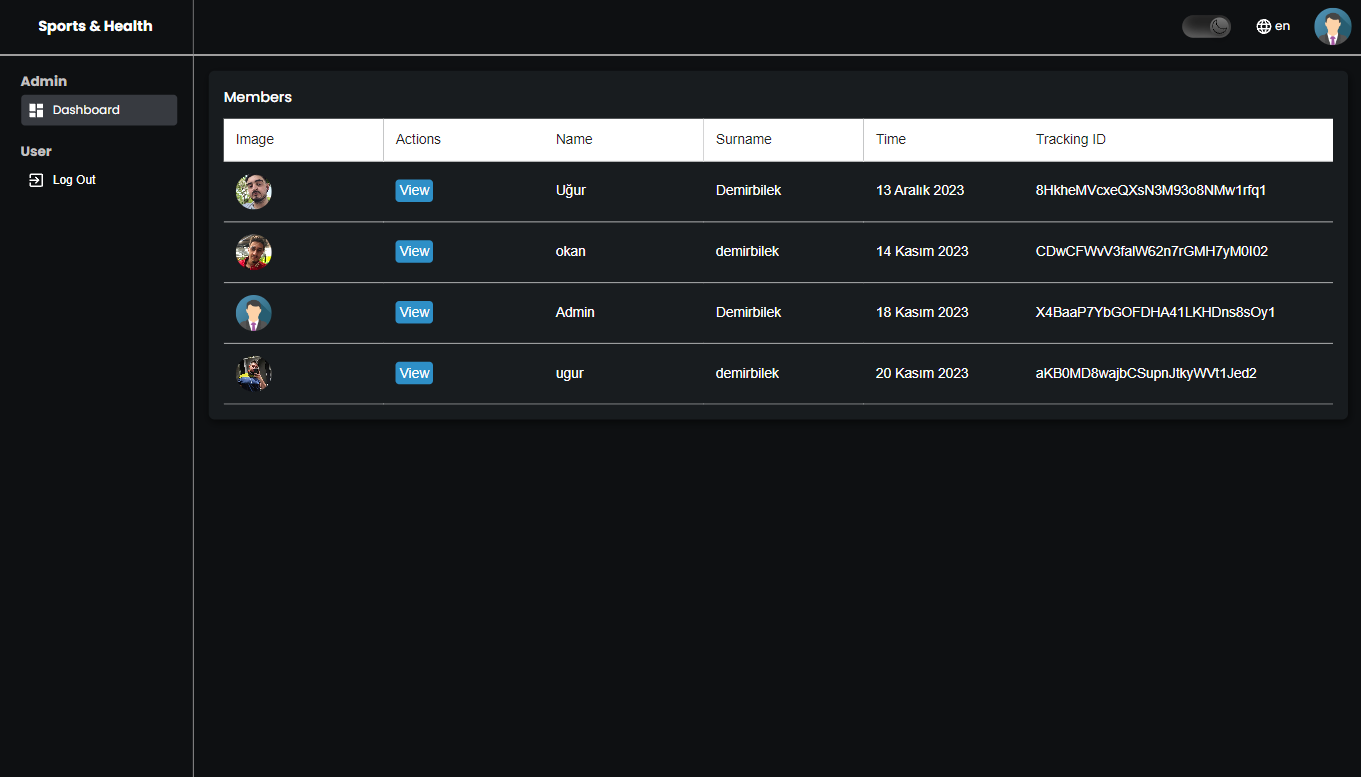 Sports & Health
en
Admin
Dashboard
User
Log Out
Members
Image Actions Name Surname Time Tracking ID
View Uğur Demirbilek 13 Aralık 2023 8HkheMVcxeQXsN3M93o8NMw1rfq1
View okan demirbilek 14 Kasım 2023 CDwCFWvV3falW62n7rGMH7yM0I02
View Admin Demirbilek 18 Kasım 2023 X4BaaP7YbGOFDHA41LKHDns8sOy1
View ugur demirbilek 20 Kasım 2023 aKB0MD8wajbCSupnJtkyWVt1Jed2